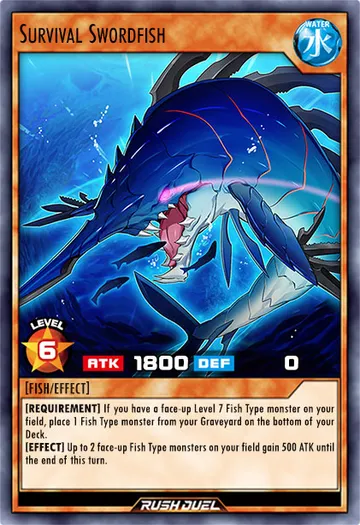 SURVIVAL SWORDFISH
WATER
水
LEVEL
6
ATK 1800 DEF 0
[FISH/EFFECT]
[REQUIREMENT] If you have a face-up Level 7 Fish Type monster on your
field, place 1 Fish Type monster from your Graveyard on the bottom of your
Deck.
[EFFECT] Up to 2 face-up Fish Type monsters on your field gain 500 ATK until
the end of this turn.
RUSH DUEL